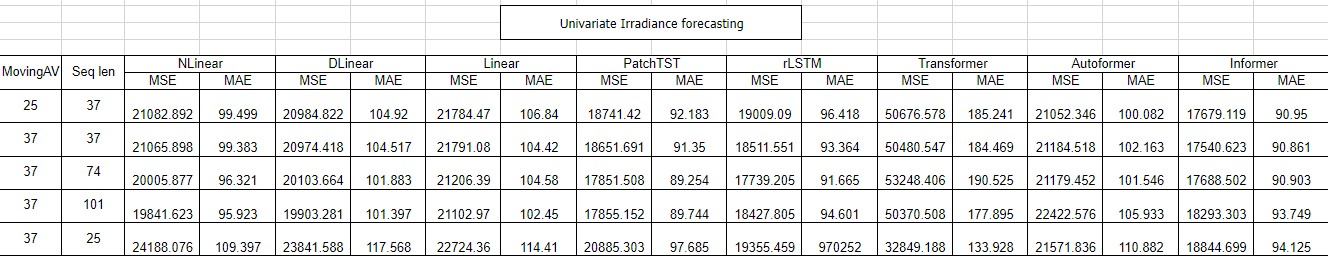 Univariate Irradiance forecasting
MovingAV Seq len NLinear DLinear Linear PatchTST rLSTM Transformer Autoformer Informer
MSE MAE MSE MAE MSE MAE MSE MAE MSE MAE MSE MAE MSE MAE MSE MAE
25 37 21082.892 99.499 20984.822 104.92 21784.47 106.84 18741.42 92.183 19009.09 96.418 50676.578 185.241 21052.346 100.082 17679.119 90.95
37 37 21065.898 99.383 20974.418 104.517 21791.08 104.42 18651.691 91.35 18511.551 93.364 50480.547 184.469 21184.518 102.163 17540.623 90.861
37 74 20005.877 96.321 20103.664 101.883 21206.39 104.58 17851.508 89.254 17739.205 91.665 53248.406 190.525 21179.452 101.546 17688.502 90.903
37 101 19841.623 95.923 19903.281 101.397 21102.97 102.45 17855.152 89.744 18427.805 94.601 50370.508 177.895 22422.576 105.933 18293.303 93.749
37 25 24188.076 109.397 23841.588 117.568 22724.36 114.41 20885.303 97.685 19355.459 970252 32849.188 133.928 21571.836 110.882 18844.699 94.125